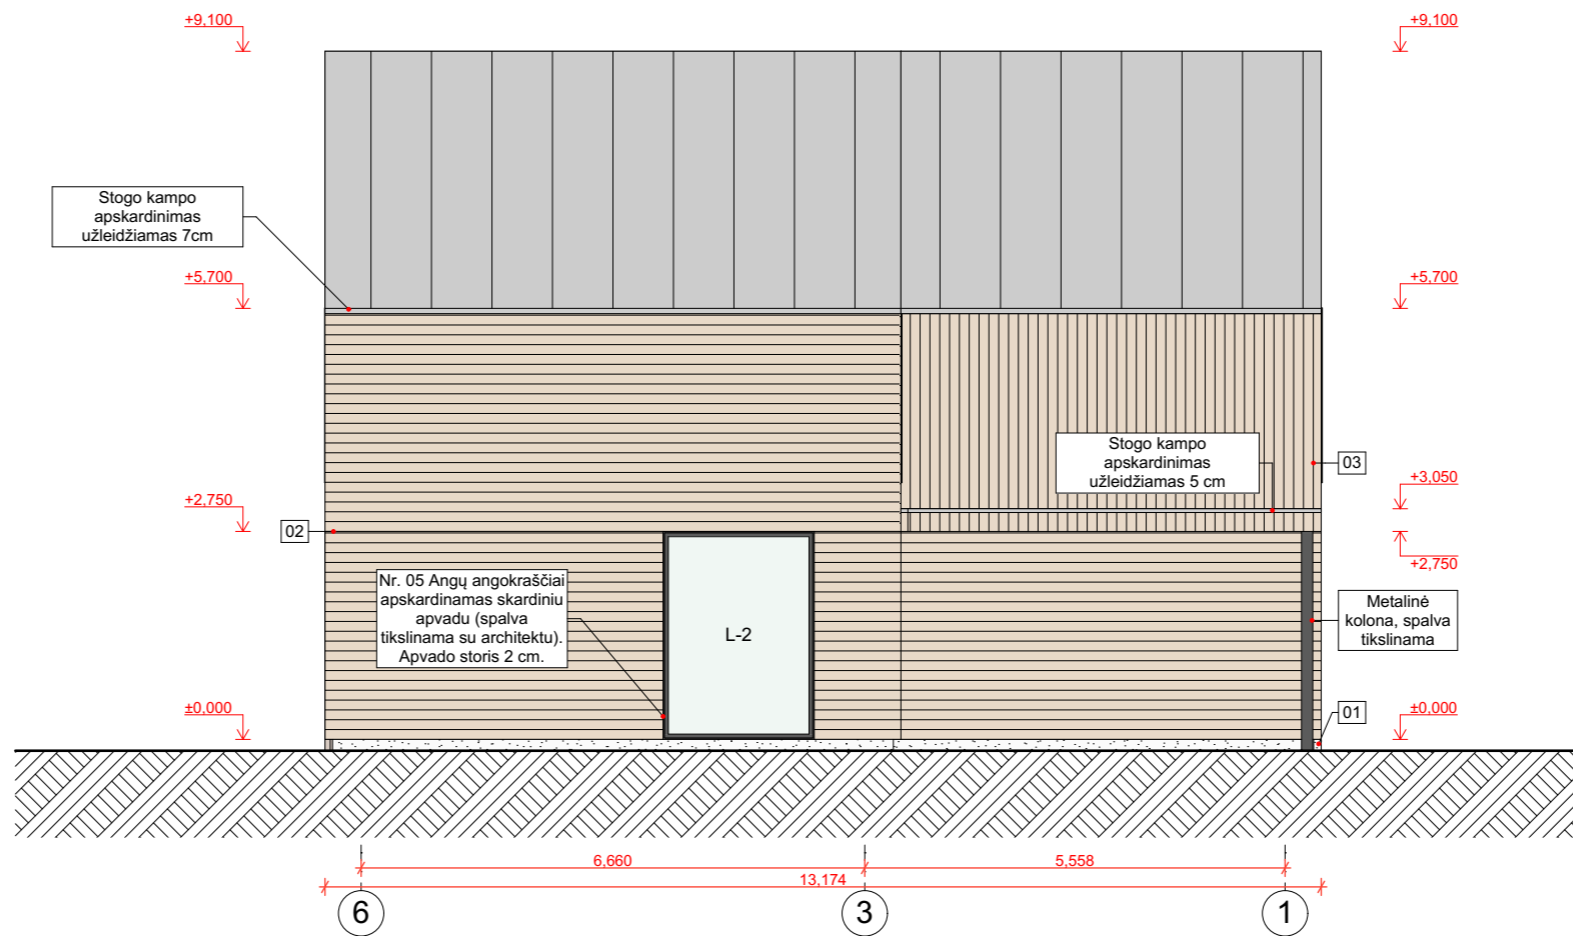 +9,100
+9,100
Stogo kampo
apskardinimas
užleidžiamas 7cm
+5,700
+5,700
Stogo kampo
apskardinimas
užleidžiamas 5 cm
03
+3,050
+2,750
02
+2,750
Nr. 05 Angų angokraščiai
apskardinamas skardiniu
apvadu (spalva
tikslinama su architektu).
Apvado storis 2 cm.
L-2
Metalinė
kolona, spalva
tikslinama
±0,000
01
±0,000
6,660
5,558
13,174
6
3
1